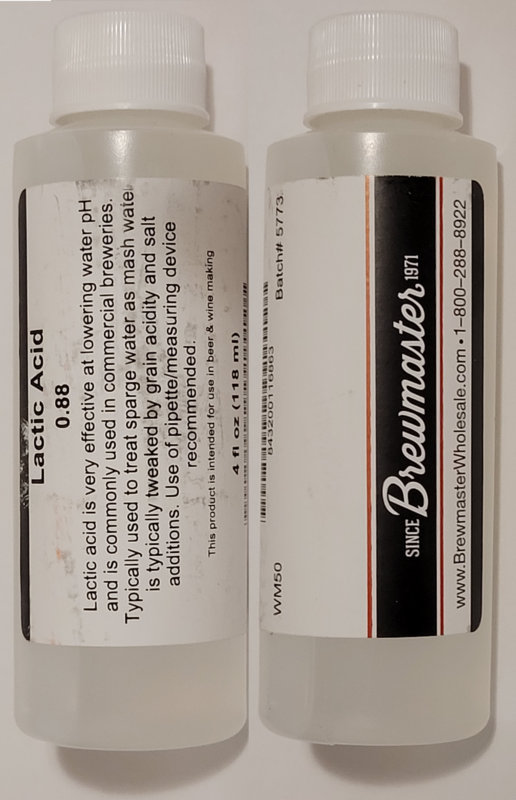 Lactic Acid
0.88
Lactic acid is very effective at lowering water pH
and is commonly used in commercial breweries.
Typically used to treat sparge water as mash water
is typically tweaked by grain acidity and salt
additions. Use of pipette/measuring device
recommended.
This product is intended for use in beer & wine making
4 fl oz (118 ml)
WM50
843200116863
Batch# 5773
SINCE Brewmaster 1971
www.BrewmasterWholesale.com • 1-800-288-8922